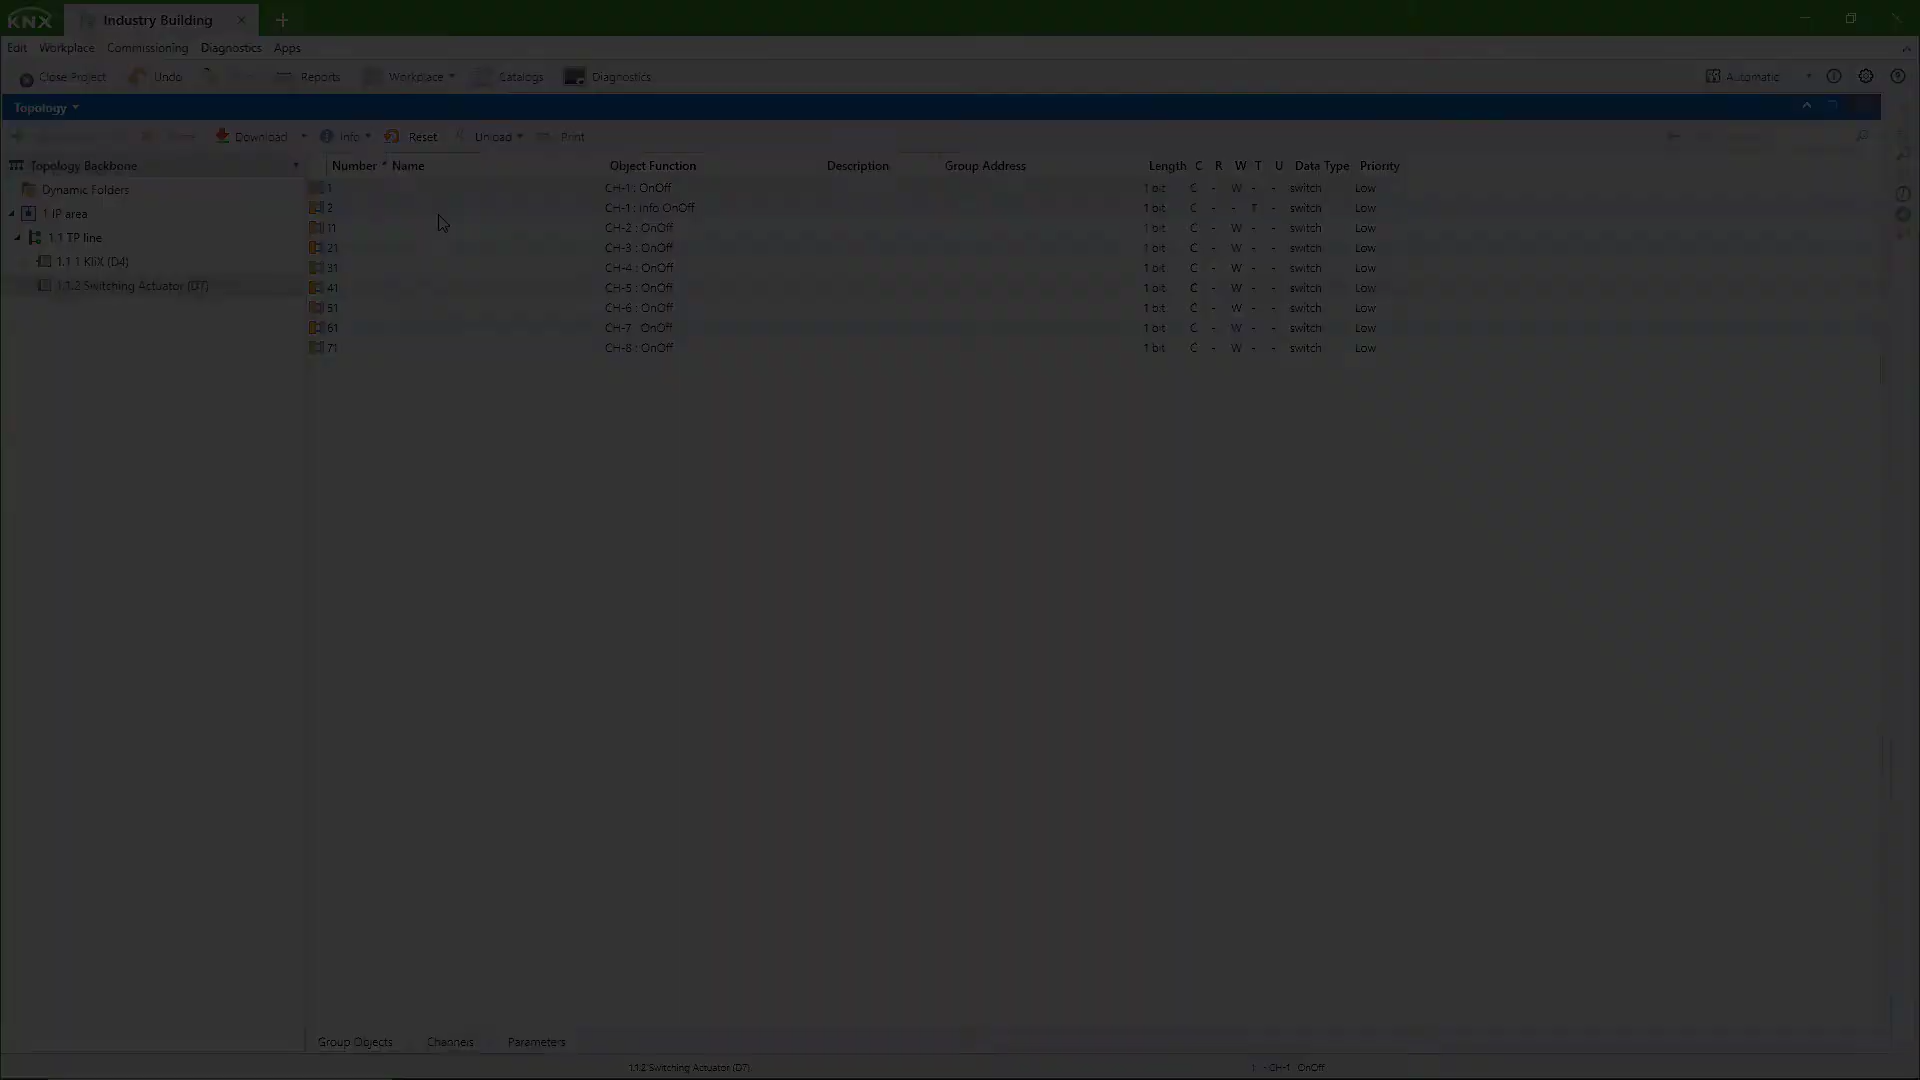 KNX Industry Building
Edit Workplace Commissioning Diagnostics Apps
Close Project Undo Reports Workplace Catalogs Diagnostics Automatic
Topology
Download Info Reset Unload Print
Topology Backbone Number Name Object Function Description Group Address Length C R W T U Data Type Priority
Dynamic Folders
1 IP area
1.1 TP line
1.1.1 KliX (D4)
1.1.2 Switching Actuator (D7)
1 CH-1 : OnOff 1 bit C - W - - switch Low
2 CH-1 : info OnOff 1 bit C - - T - switch Low
11 CH-2 : OnOff 1 bit C - W - - switch Low
21 CH-3 : OnOff 1 bit C - W - - switch Low
31 CH-4 : OnOff 1 bit C - W - - switch Low
41 CH-5 : OnOff 1 bit C - W - - switch Low
51 CH-6 : OnOff 1 bit C - W - - switch Low
61 CH-7 : OnOff 1 bit C - W - - switch Low
71 CH-8 : OnOff 1 bit C - W - - switch Low
Group Objects Channels Parameters
1.1.2 Switching Actuator (D7) 1 - CH-1 OnOff